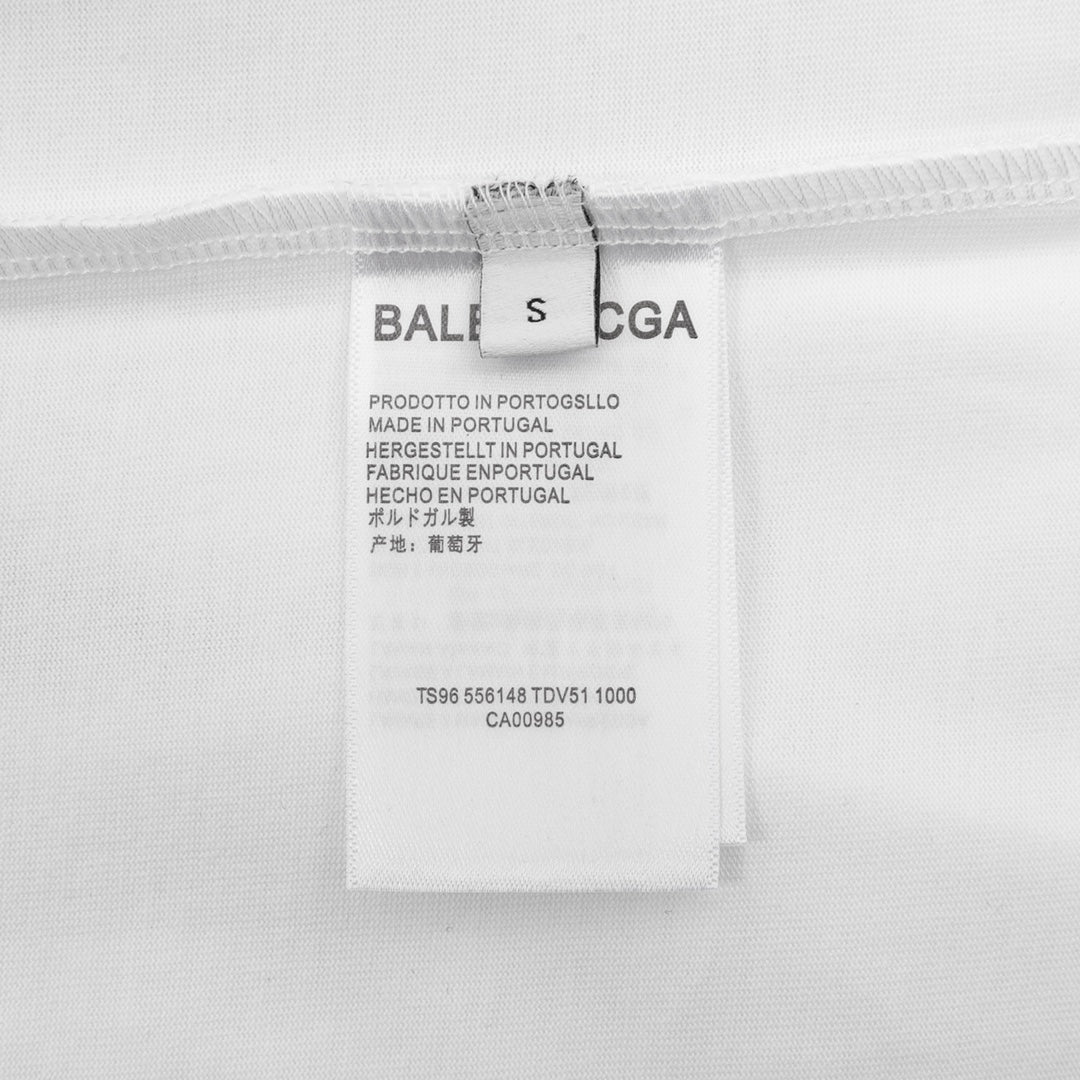 BALE CGA
S
PRODOTTO IN PORTOGSLLO
MADE IN PORTUGAL
HERGESTELLT IN PORTUGAL
FABRIQUE ENPORTUGAL
HECHO EN PORTUGAL
ポルドガル製
产地：葡萄牙
TS96 556148 TDV51 1000
CA00985